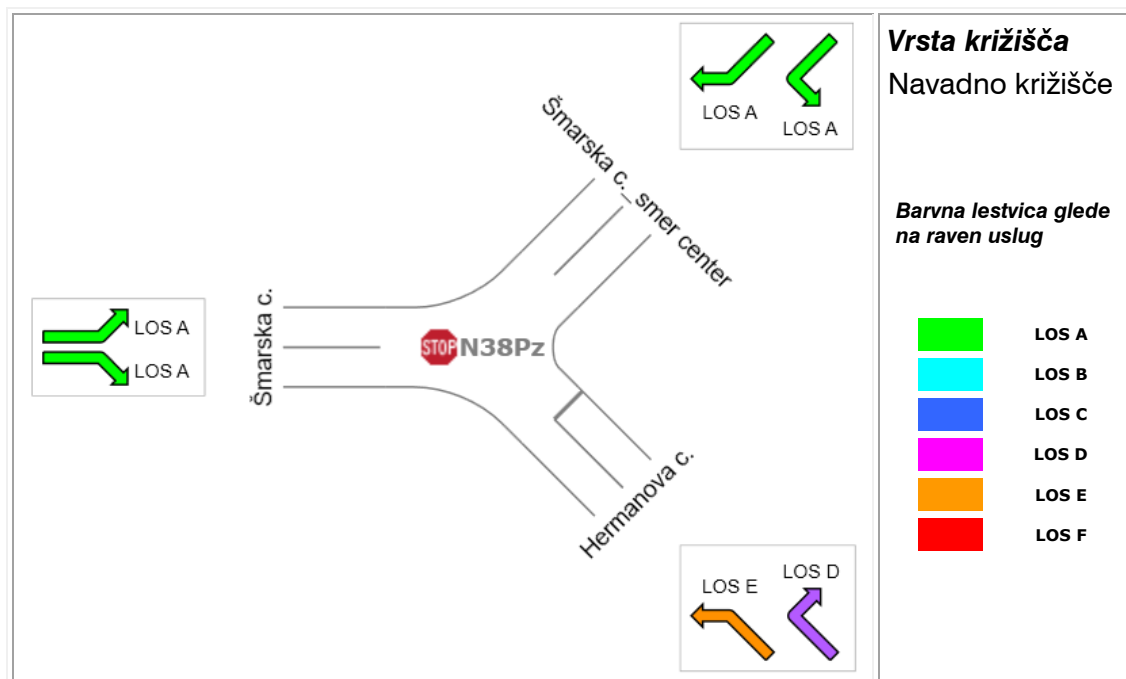 Vrsta križišča
Navadno križišče
LOS A
LOS A
Šmarska c._smer center
Barvna lestvica glede
na raven uslug
Šmarska c.
LOS A
LOS A
STOP N38Pz
LOS A
LOS B
LOS C
LOS D
LOS E
LOS F
Hermanova c.
LOS E
LOS D